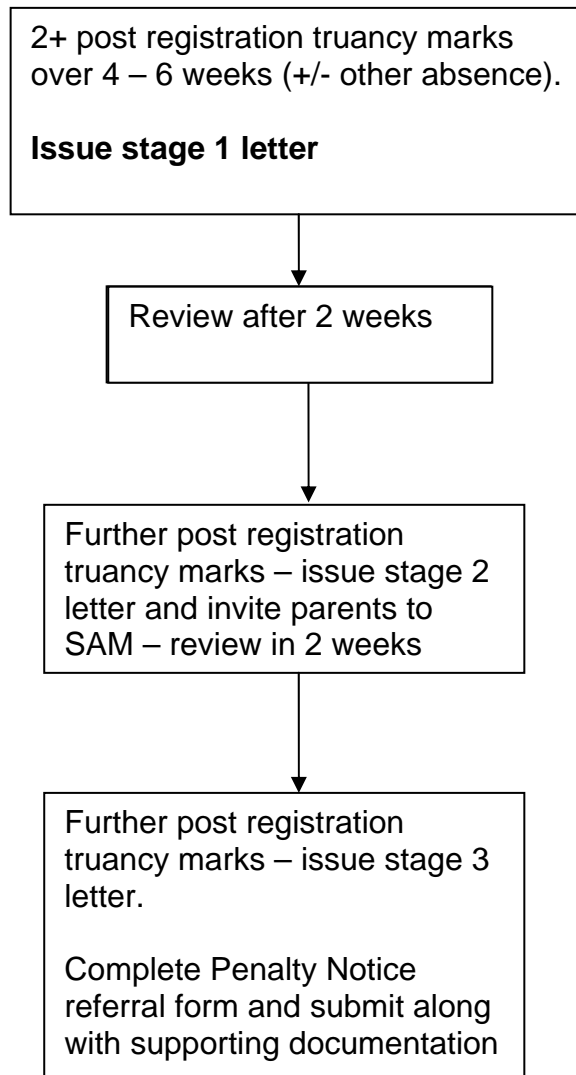 2+ post registration truancy marks
over 4 – 6 weeks (+/- other absence).
Issue stage 1 letter
Review after 2 weeks
Further post registration
truancy marks – issue stage 2
letter and invite parents to
SAM – review in 2 weeks
Further post registration
truancy marks – issue stage 3
letter.
Complete Penalty Notice
referral form and submit along
with supporting documentation